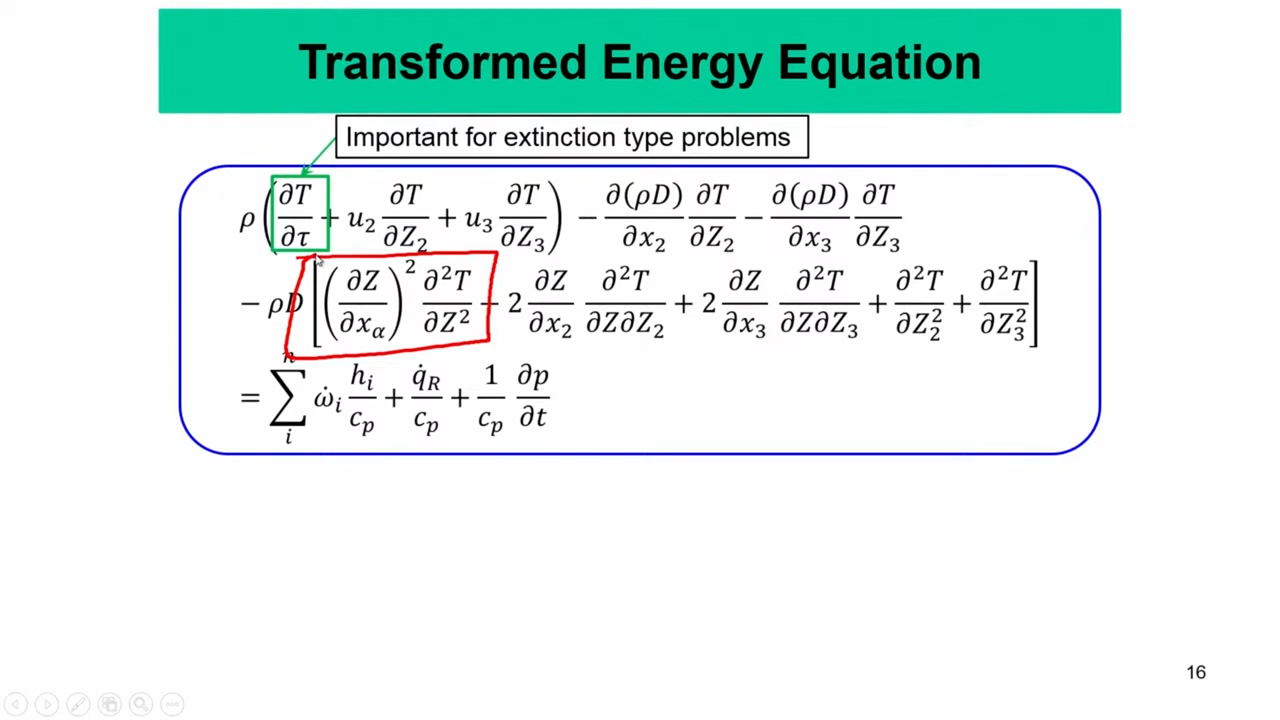 Transformed Energy Equation
Important for extinction type problems
ρ(∂T/∂τ + u₂ ∂T/∂Z₂ + u₃ ∂T/∂Z₃) − ∂(ρD)/∂x₂ ∂T/∂Z₂ − ∂(ρD)/∂x₃ ∂T/∂Z₃
− ρD[(∂Z/∂xα)² ∂²T/∂Z² + 2 ∂Z/∂x₂ ∂²T/∂Z∂Z₂ + 2 ∂Z/∂x₃ ∂²T/∂Z∂Z₃ + ∂²T/∂Z₂² + ∂²T/∂Z₃²]
= ∑ᵢⁿ ω̇ᵢ hᵢ/cₚ + q̇_R/cₚ + 1/cₚ ∂p/∂t
16